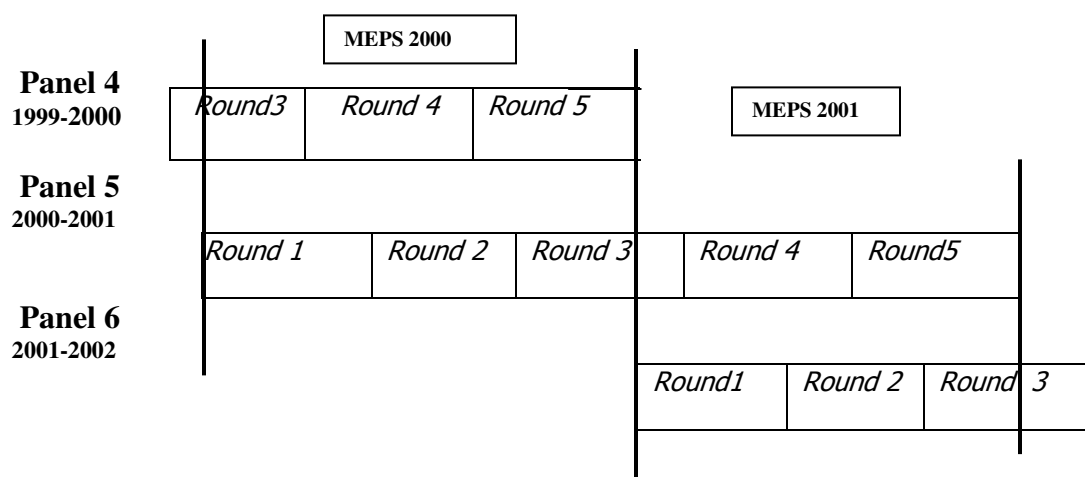 MEPS 2000
Panel 4
1999-2000
Round3 Round 4 Round 5
MEPS 2001
Panel 5
2000-2001
Round 1 Round 2 Round 3 Round 4 Round5
Panel 6
2001-2002
Round1 Round 2 Round 3